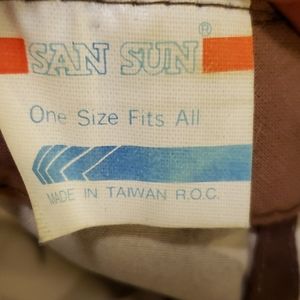 SAN SUN®
One Size Fits All
MADE IN TAIWAN R.O.C.